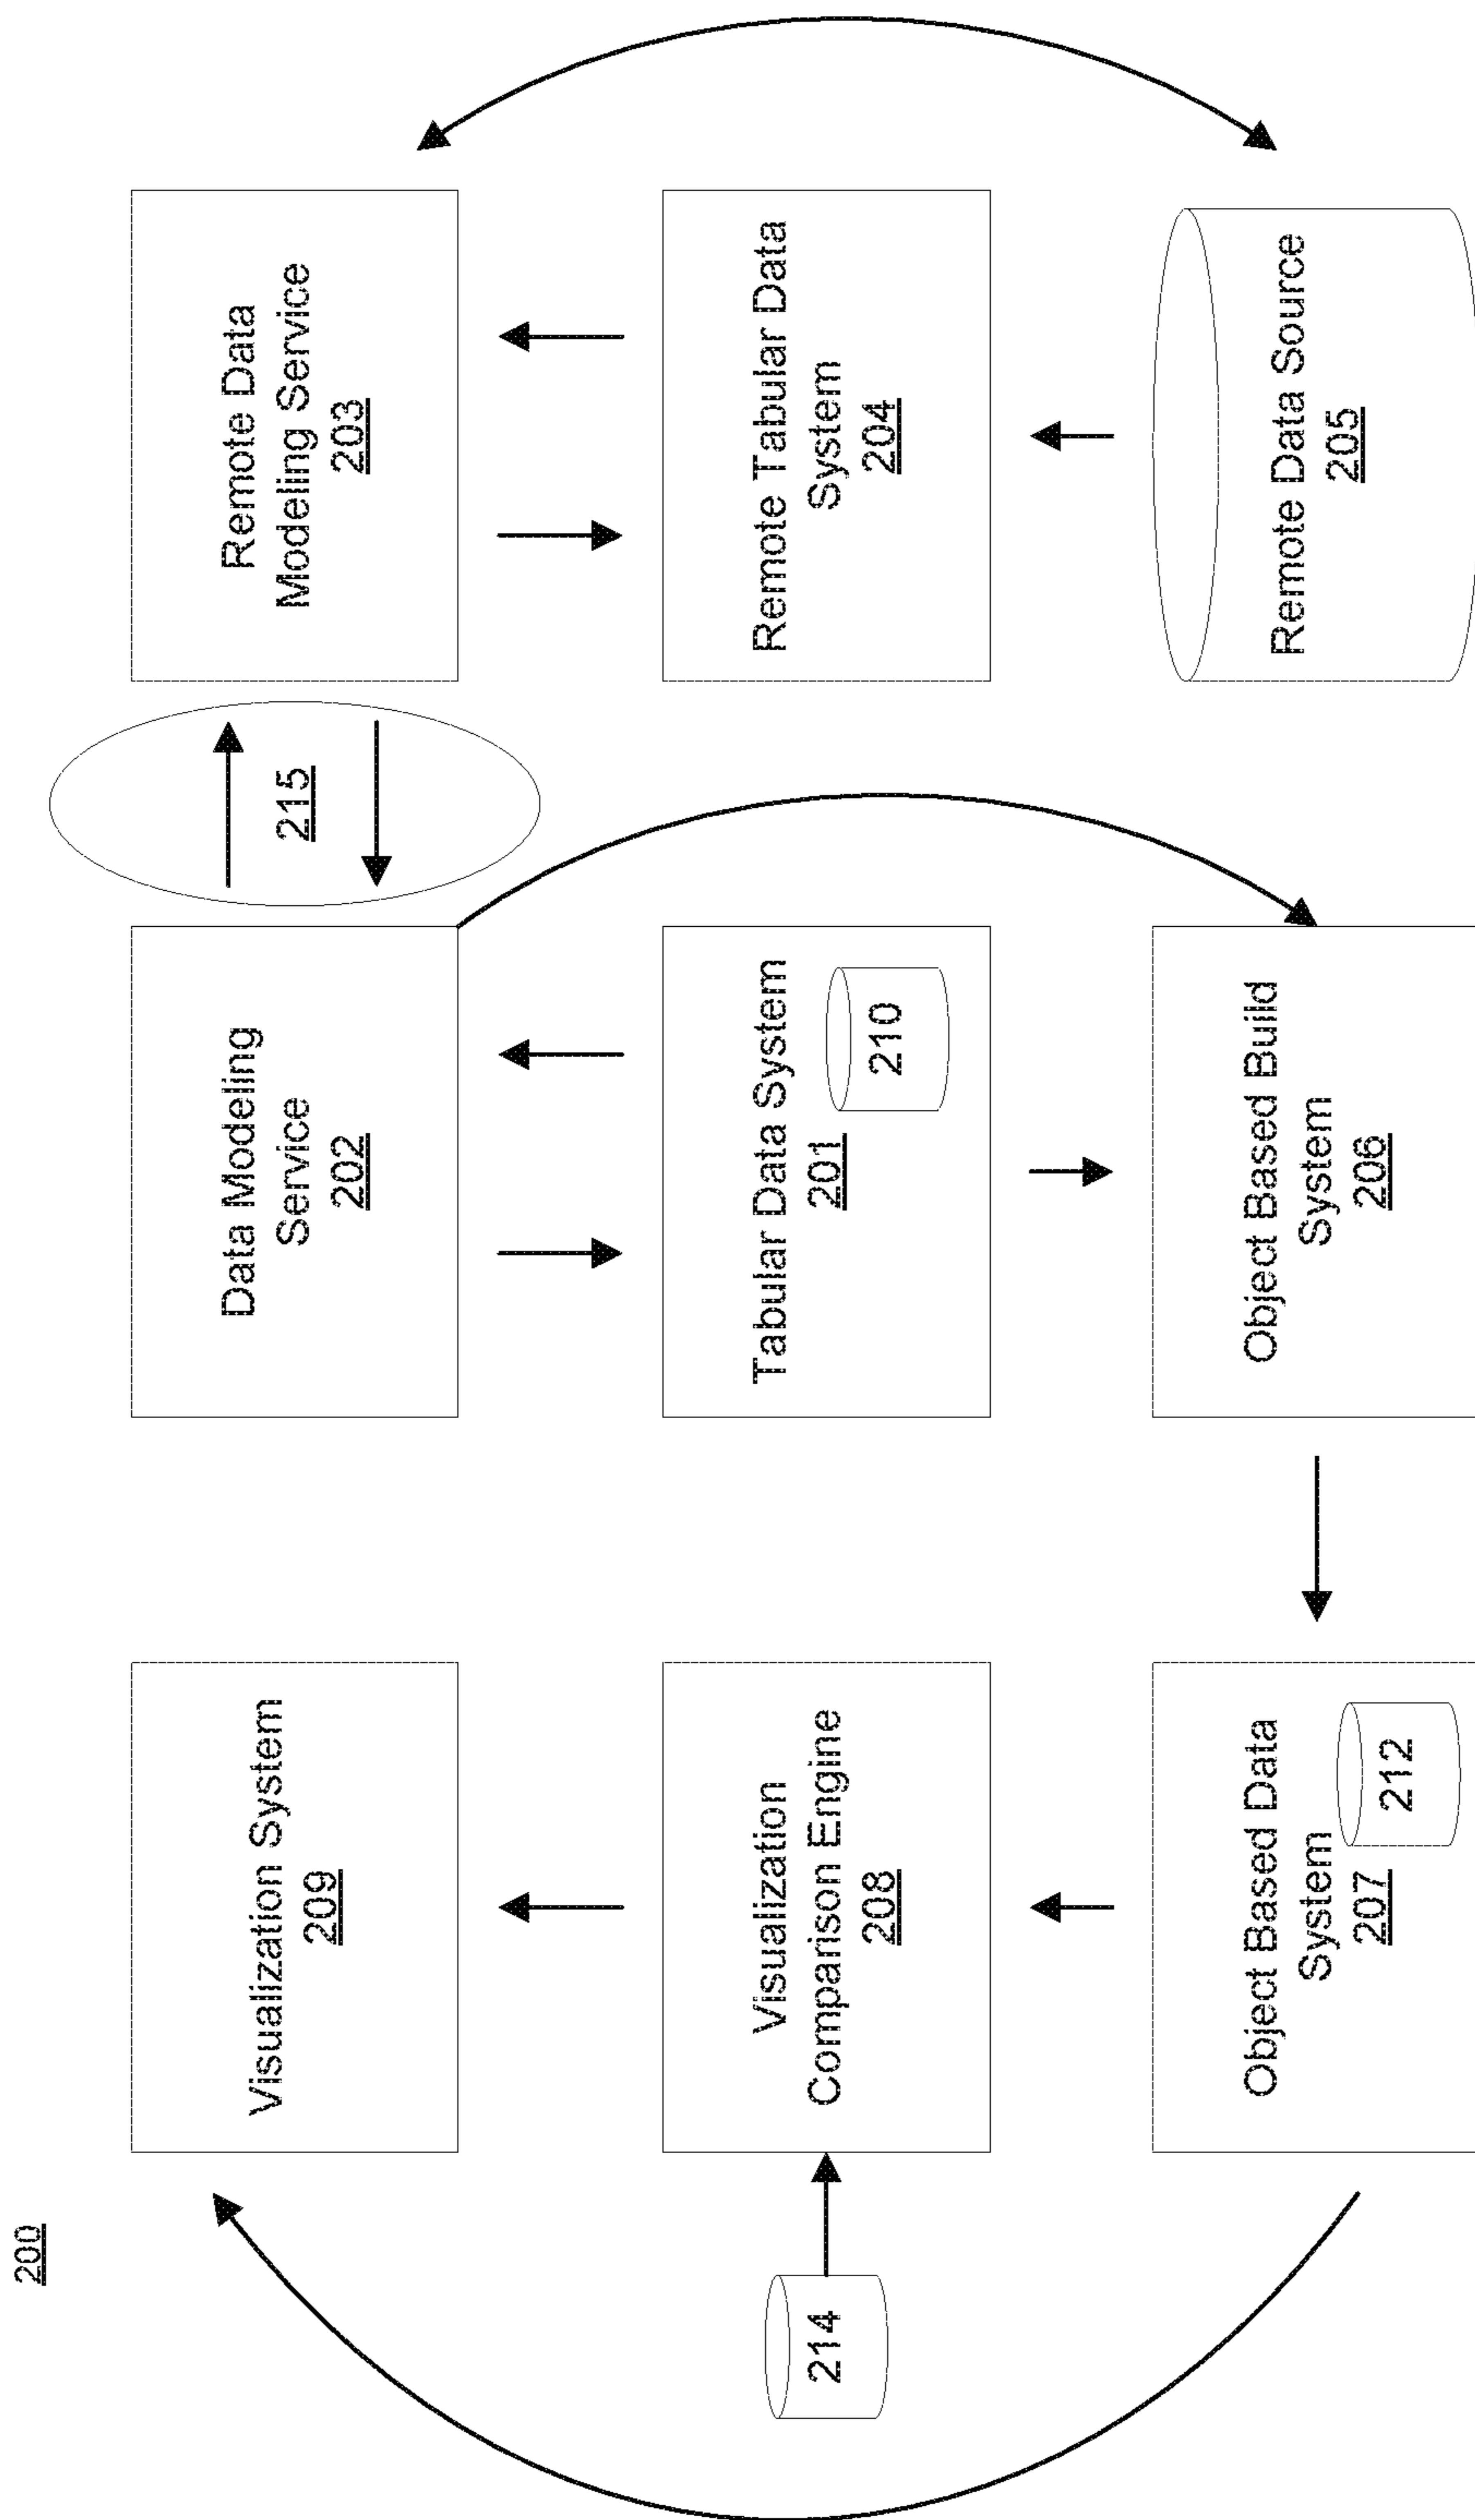 200
Visualization System
209
Data Modeling
Service
202
215
Remote Data
Modeling Service
203
214
Visualization
Comparison Engine
208
Tabular Data System
201
210
Remote Tabular Data
System
204
Object Based Data
System
207
212
Object Based Build
System
206
Remote Data Source
205